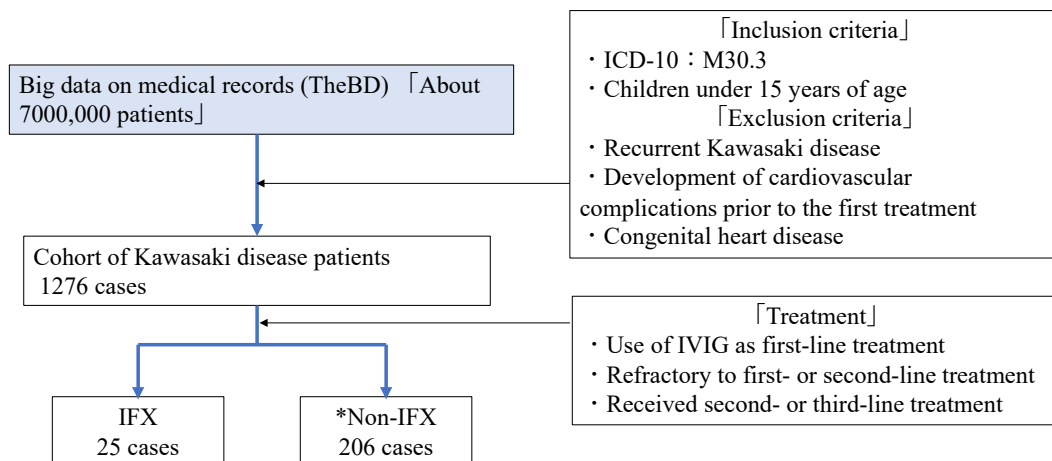 「Inclusion criteria」
・ICD-10：M30.3
・Children under 15 years of age
「Exclusion criteria」
・Recurrent Kawasaki disease
・Development of cardiovascular
complications prior to the first treatment
・Congenital heart disease
Big data on medical records (TheBD) 「About
7000,000 patients」
Cohort of Kawasaki disease patients
1276 cases
「Treatment」
・Use of IVIG as first-line treatment
・Refractory to first- or second-line treatment
・Received second- or third-line treatment
IFX
25 cases
*Non-IFX
206 cases